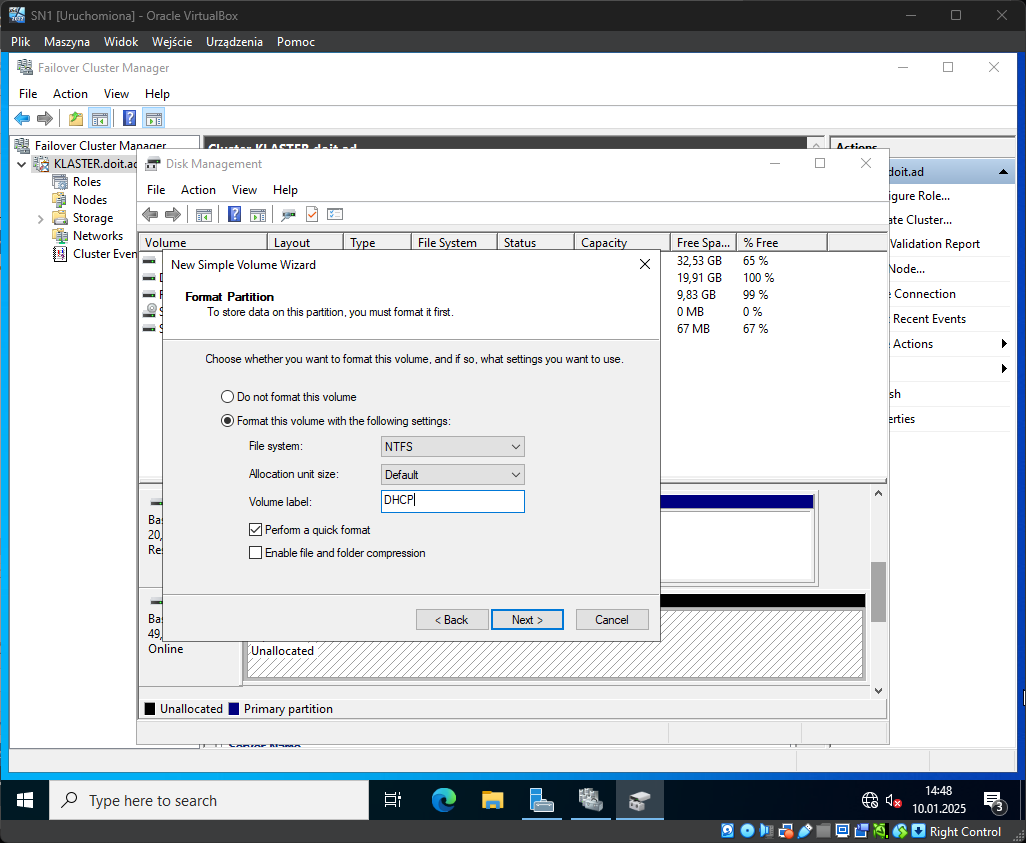 SN1 [Uruchomiona] - Oracle VirtualBox
Plik Maszyna Widok Wejście Urządzenia Pomoc
Failover Cluster Manager
File Action View Help
Failover Cluster Manager
KLASTER.doit.ad
Roles
Nodes
Storage
Networks
Cluster Even
Cluster KLASTER.doit.ad
Actions
doit.ad
gure Role...
ate Cluster...
Validation Report
Node...
Connection
Recent Events
Actions
sh
erties
Disk Management
File Action View Help
Volume Layout Type File System Status Capacity Free Spa... % Free
32,53 GB 65 %
19,91 GB 100 %
9,83 GB 99 %
0 MB 0 %
67 MB 67 %
New Simple Volume Wizard
Format Partition
To store data on this partition, you must format it first.
Choose whether you want to format this volume, and if so, what settings you want to use.
Do not format this volume
Format this volume with the following settings:
File system: NTFS
Allocation unit size: Default
Volume label: DHCP
Perform a quick format
Enable file and folder compression
< Back Next > Cancel
Bas
20,
Res
Bas
49,
Online
Unallocated
Unallocated Primary partition
Server Name
Type here to search
14:48
10.01.2025
3
Right Control